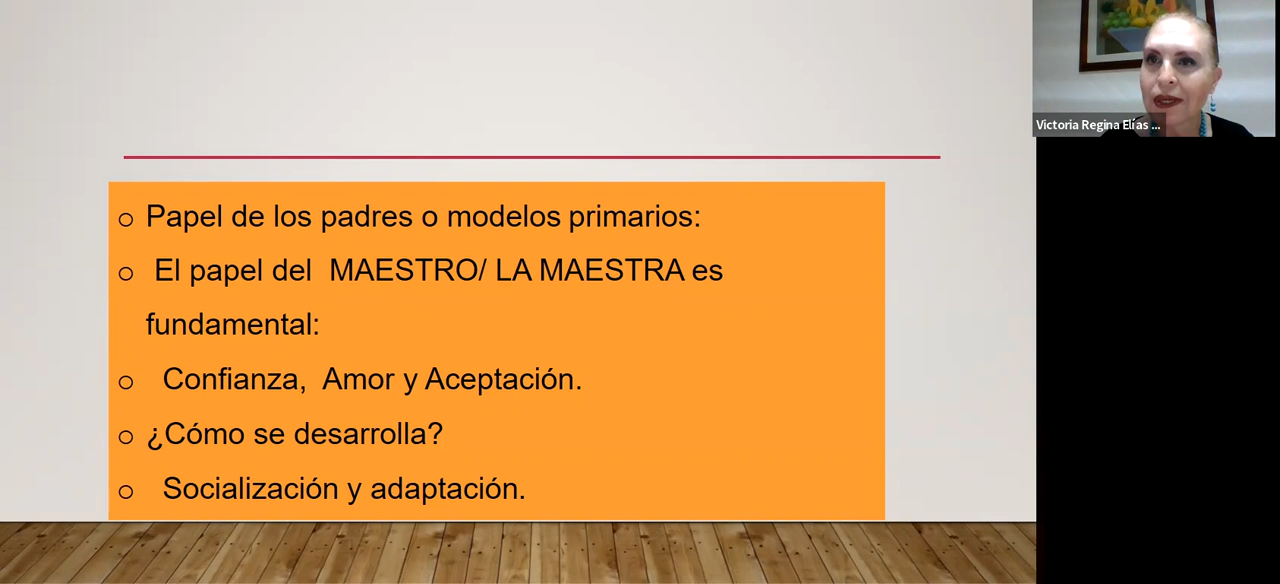 Victoria Regina Elías ...
o Papel de los padres o modelos primarios:
o El papel del MAESTRO/ LA MAESTRA es
fundamental:
o Confianza, Amor y Aceptación.
o ¿Cómo se desarrolla?
o Socialización y adaptación.